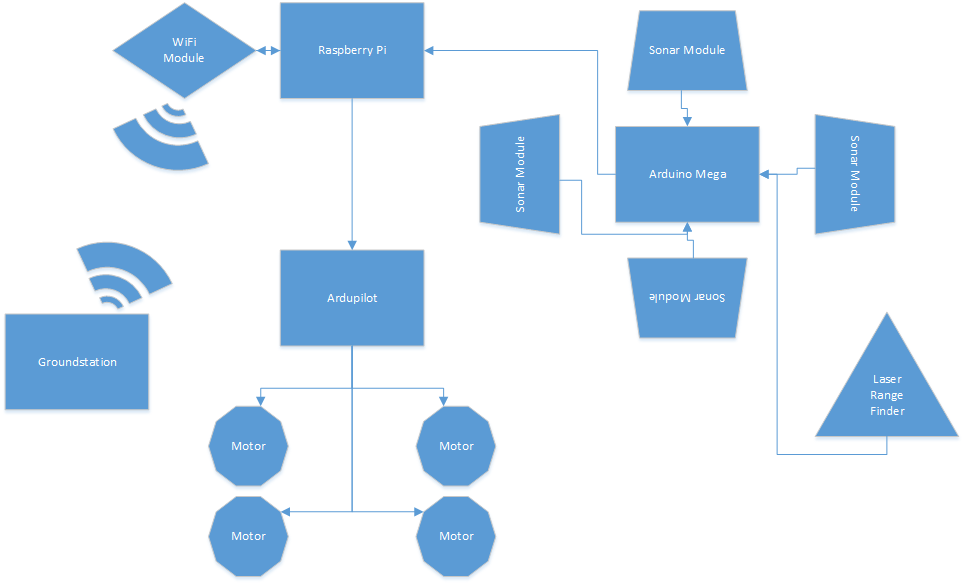 WiFi
Module
Raspberry Pi
Sonar Module
Sonar Module
Arduino Mega
Sonar Module
Sonar Module
Ardupilot
Groundstation
Laser
Range
Finder
Motor
Motor
Motor
Motor